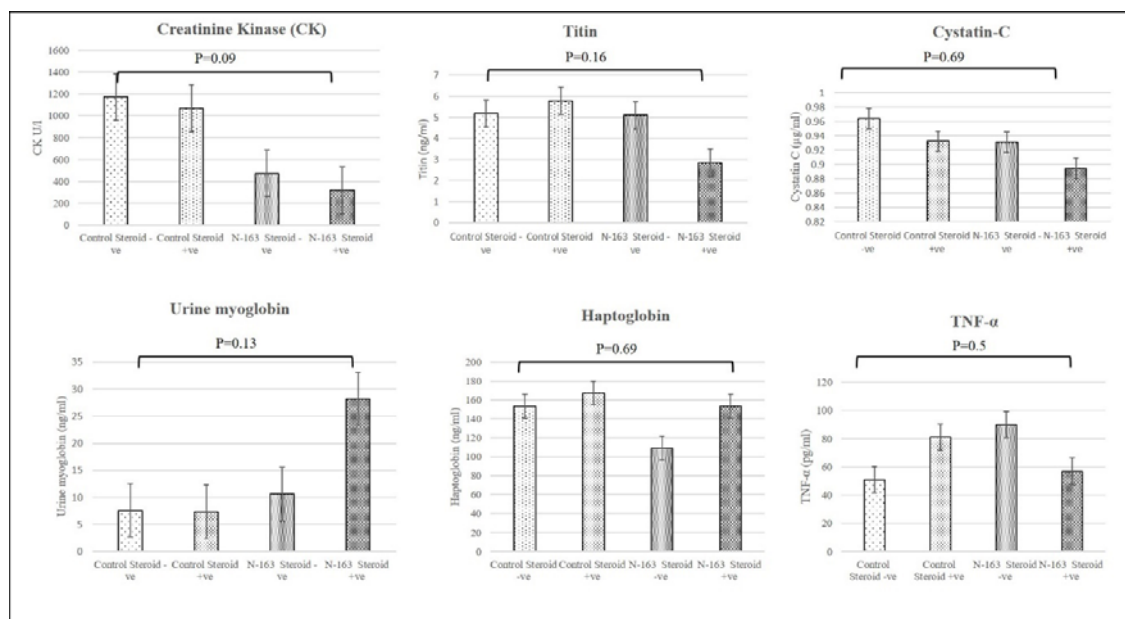 Creatinine Kinase (CK)
P=0.09
1600
1400
1200
1000
800
600
400
200
0
CK U/l
Control Steroid -
ve
Control Steroid
+ve
N-163 Steroid -
ve
N-163 Steroid
+ve
Titin
P=0.16
7
6
5
4
3
2
1
0
Titin (ng/ml)
Control Steroid -
ve
Control Steroid
+ve
N-163 Steroid -
ve
N-163 Steroid
+ve
Cystatin-C
P=0.69
1
0.98
0.96
0.94
0.92
0.9
0.88
0.86
0.84
0.82
Cystatin C (µg/ml)
Control Steroid
-ve
Control Steroid
+ve
N-163 Steroid -
ve
N-163 Steroid
+ve
Urine myoglobin
P=0.13
35
30
25
20
15
10
5
0
Urine myoglobin (ng/ml)
Control Steroid -
ve
Control Steroid
+ve
N-163 Steroid -
ve
N-163 Steroid
+ve
Haptoglobin
P=0.69
200
180
160
140
120
100
80
60
40
20
0
Haptoglobin (ng/ml)
Control Steroid
-ve
Control Steroid
+ve
N-163 Steroid
-ve
N-163 Steroid
+ve
TNF-α
P=0.5
120
100
80
60
40
20
0
TNF-α (pg/ml)
Control
Steroid -ve
Control
Steroid +ve
N-163 Steroid
-ve
N-163 Steroid
+ve